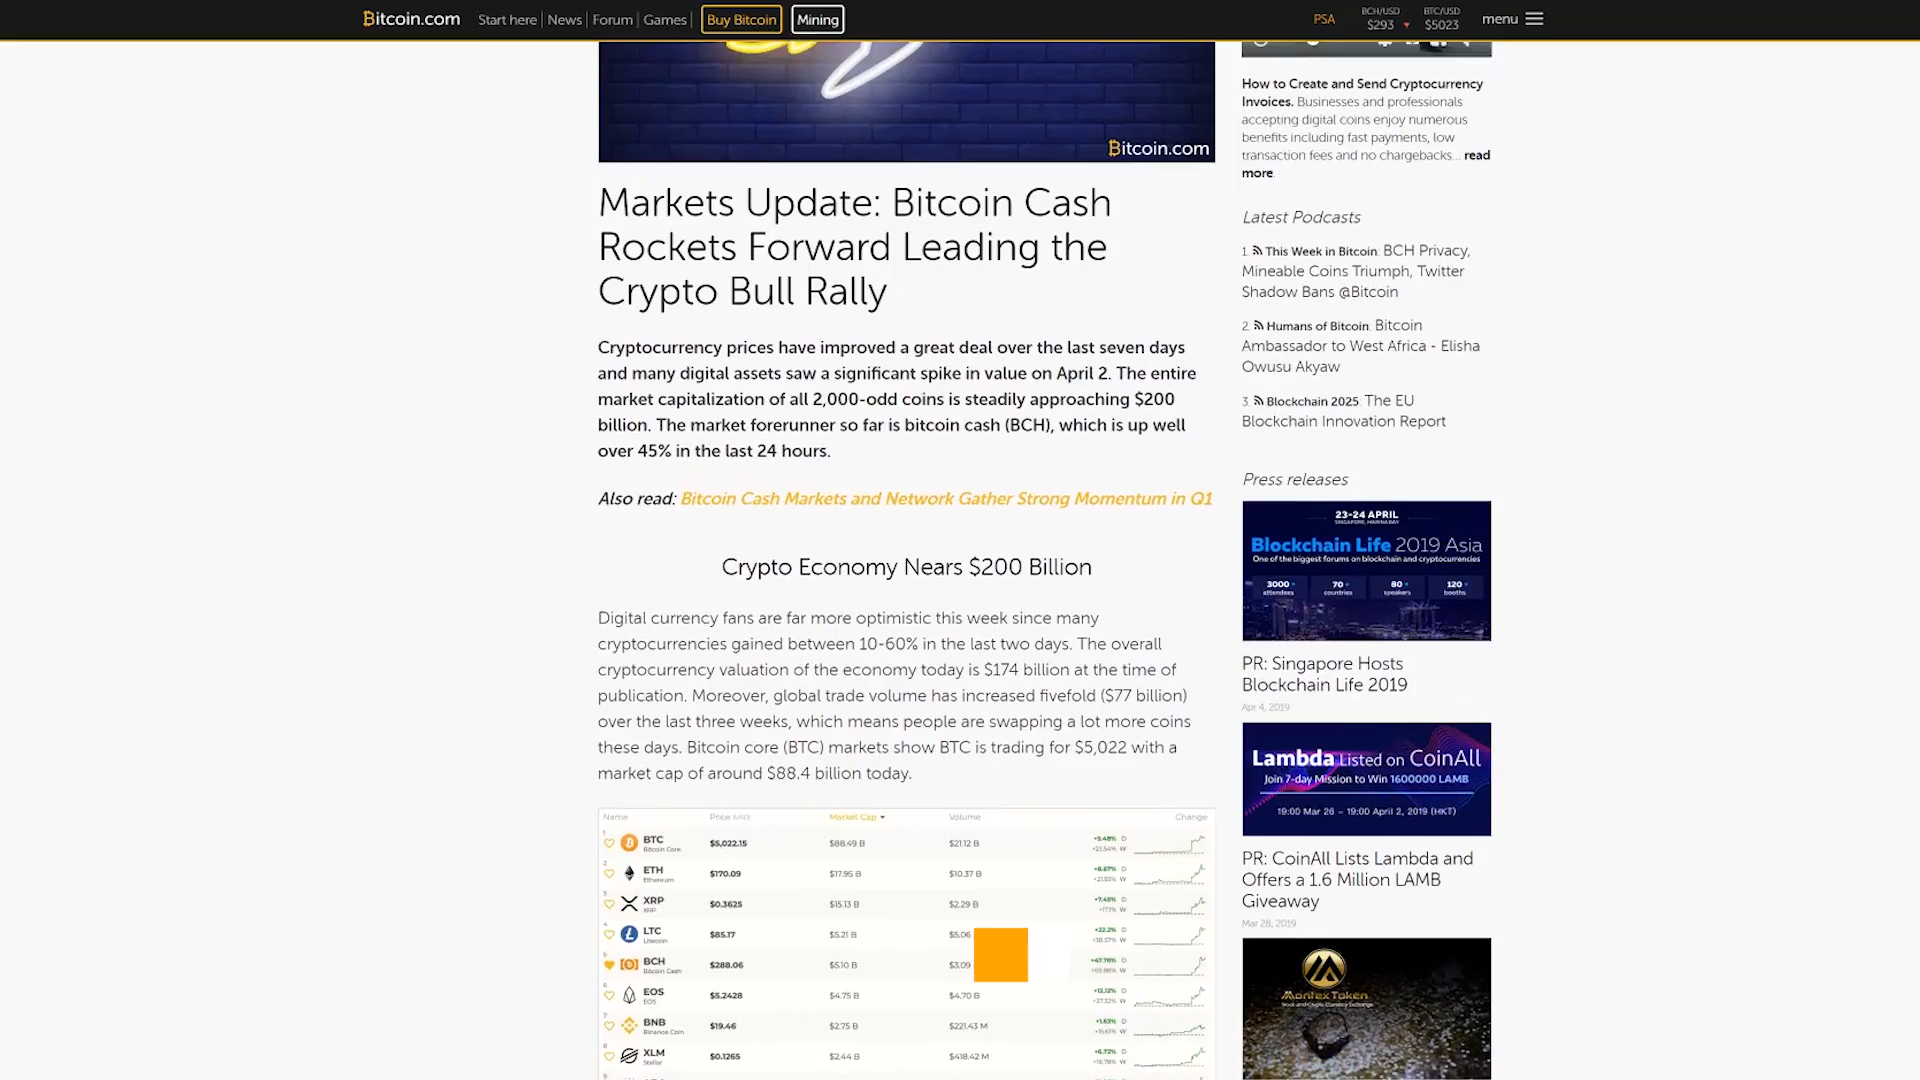 Bitcoin.com Start here News Forum Games Buy Bitcoin Mining PSA BCH/USD $293 BTC/USD $5023 menu
Bitcoin.com
Markets Update: Bitcoin Cash
Rockets Forward Leading the
Crypto Bull Rally
Cryptocurrency prices have improved a great deal over the last seven days
and many digital assets saw a significant spike in value on April 2. The entire
market capitalization of all 2,000-odd coins is steadily approaching $200
billion. The market forerunner so far is bitcoin cash (BCH), which is up well
over 45% in the last 24 hours.
Also read: Bitcoin Cash Markets and Network Gather Strong Momentum in Q1
Crypto Economy Nears $200 Billion
Digital currency fans are far more optimistic this week since many
cryptocurrencies gained between 10-60% in the last two days. The overall
cryptocurrency valuation of the economy today is $174 billion at the time of
publication. Moreover, global trade volume has increased fivefold ($77 billion)
over the last three weeks, which means people are swapping a lot more coins
these days. Bitcoin core (BTC) markets show BTC is trading for $5,022 with a
market cap of around $88.4 billion today.
Name Price (USD) Market Cap Volume Change
1 BTC Bitcoin Core $5,022.15 $88.49 B $21.12 B +5.48% D +23.54% W
2 ETH Ethereum $170.09 $17.95 B $10.37 B +8.67% D +21.93% W
3 XRP XRP $0.3625 $15.13 B $2.29 B +7.45% D W
4 LTC Litecoin $85.17 $5.21 B $5.06 +22.2% D +38.57% W
5 BCH Bitcoin Cash $288.06 $5.10 B $3.09 +47.76% D W
6 EOS EOS $5.2428 $4.75 B $4.70 B +12.12% D +27.32% W
7 BNB Binance Coin $19.46 $2.75 B $221.43 M +1.63% D W
8 XLM Stellar $0.1265 $2.44 B $418.42 M +6.72% D +18.78% W
How to Create and Send Cryptocurrency
Invoices. Businesses and professionals
accepting digital coins enjoy numerous
benefits including fast payments, low
transaction fees and no chargebacks... read
more.
Latest Podcasts
1. This Week in Bitcoin: BCH Privacy,
Mineable Coins Triumph, Twitter
Shadow Bans @Bitcoin
2. Humans of Bitcoin: Bitcoin
Ambassador to West Africa - Elisha
Owusu Akyaw
3. Blockchain 2025: The EU
Blockchain Innovation Report
Press releases
23-24 APRIL
SINGAPORE, MARINA BAY
Blockchain Life 2019 Asia
One of the biggest forums on blockchain and cryptocurrencies
3000+ 70+ 80+ 120+
attendees countries speakers booths
PR: Singapore Hosts
Blockchain Life 2019
Apr 4, 2019
Lambda Listed on CoinAll
Join 7-day Mission to Win 1600000 LAMB
19:00 Mar 26 – 19:00 April 2, 2019 (HKT)
PR: CoinAll Lists Lambda and
Offers a 1.6 Million LAMB
Giveaway
Mar 28, 2019
MontexToken
Stock and Crypto Currency Exchange